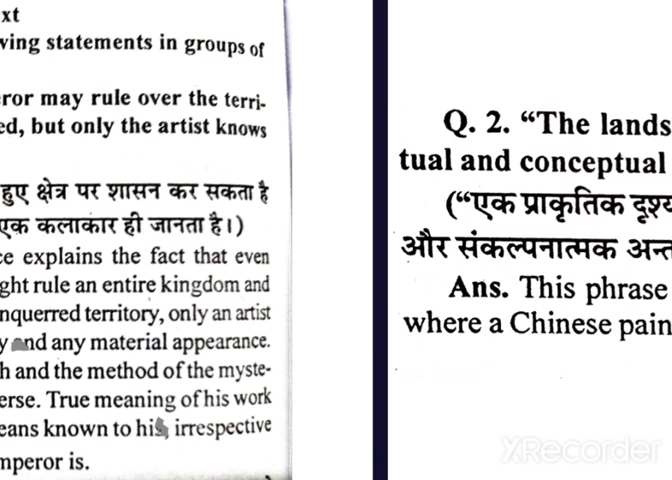 xt
ving statements in groups of
ror may rule over the terri-
ed, but only the artist knows
हुए क्षेत्र पर शासन कर सकता है
एक कलाकार ही जानता है।)
ce explains the fact that even
ght rule an entire kingdom and
nquerred territory, only an artist
y and any material appearance.
h and the method of the myste-
erse. True meaning of his work
eans known to his, irrespective
mperor is.
Q. 2. “The lands
tual and conceptual
(“एक प्राकृतिक दृश्य
और संकल्पनात्मक अन्त
Ans. This phrase
where a Chinese pain
XRecorder